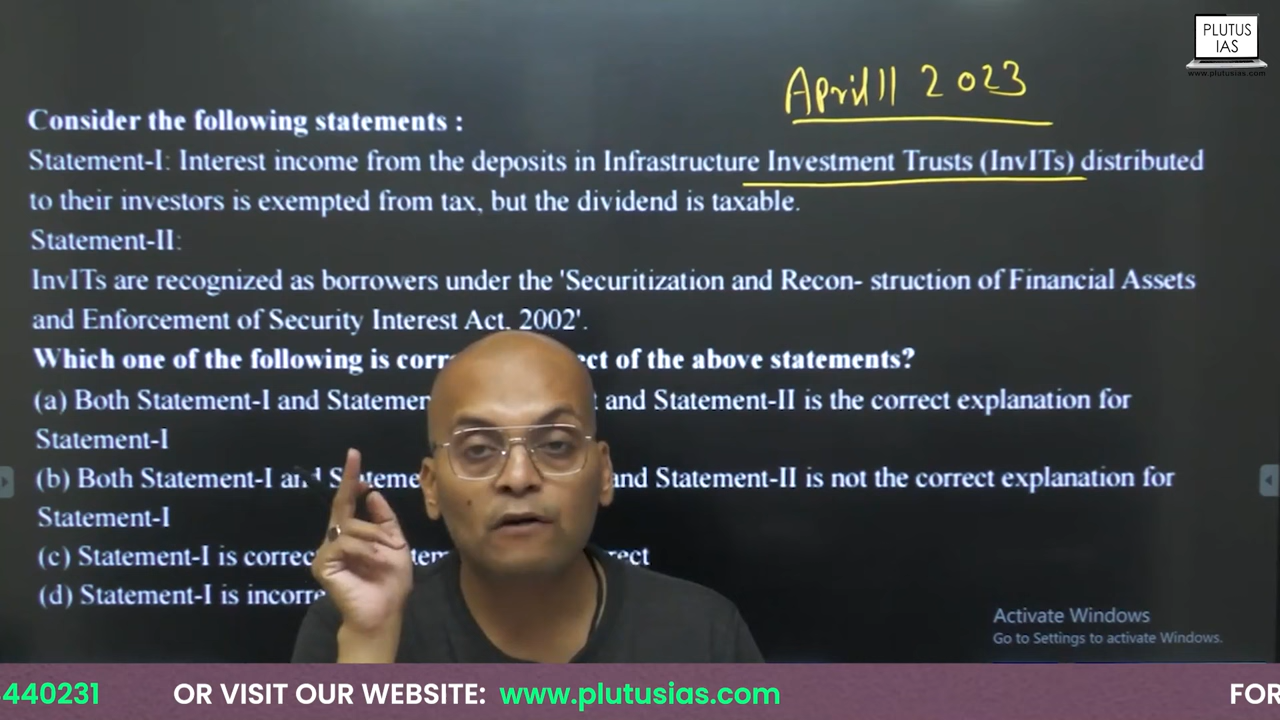 PLUTUS
IAS
www.plutusias.com
April 11 2023
Consider the following statements :
Statement-I: Interest income from the deposits in Infrastructure Investment Trusts (InvITs) distributed
to their investors is exempted from tax, but the dividend is taxable.
Statement-II:
InvITs are recognized as borrowers under the 'Securitization and Recon- struction of Financial Assets
and Enforcement of Security Interest Act, 2002'.
Which one of the following is of the above statements?
(a) Both Statement-I and and Statement-II is the correct explanation for
Statement-I
(b) Both Statement-I and and Statement-II is not the correct explanation for
Statement-I
(c) Statement-I is
(d) Statement-I is
Activate Windows
Go to Settings to activate Windows.
440231 OR VISIT OUR WEBSITE: www.plutusias.com FOR